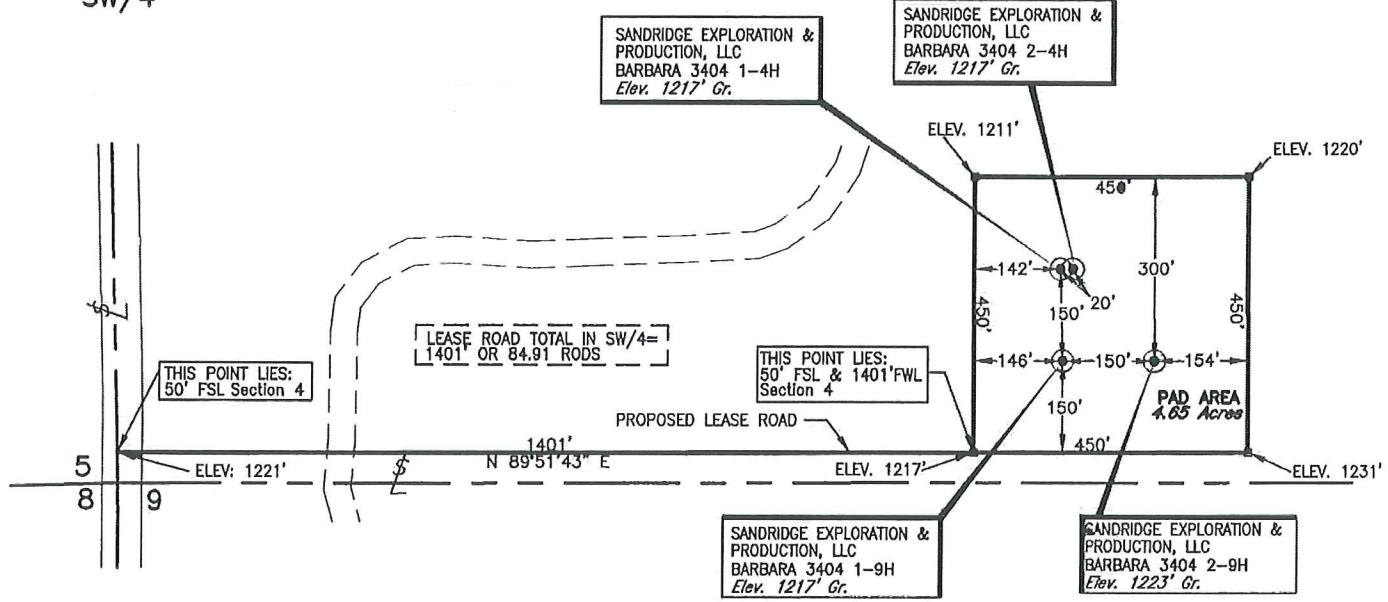 SW/4
SANDRIDGE EXPLORATION &
PRODUCTION, LLC
BARBARA 3404 1-4H
Elev. 1217' Gr.
SANDRIDGE EXPLORATION &
PRODUCTION, LLC
BARBARA 3404 2-4H
Elev. 1217' Gr.
ELEV. 1211'
ELEV. 1220'
450'
142'
300'
20'
150'
450'
450'
LEASE ROAD TOTAL IN SW/4=
1401' OR 84.91 RODS
THIS POINT LIES:
50' FSL Section 4
THIS POINT LIES:
50' FSL & 1401'FWL
Section 4
146'
150'
154'
PAD AREA
4.65 Acres
150'
PROPOSED LEASE ROAD
1401'
N 89°51'43" E
450'
5
ELEV: 1221'
ELEV. 1217'
ELEV. 1231'
8
9
SANDRIDGE EXPLORATION &
PRODUCTION, LLC
BARBARA 3404 1-9H
Elev. 1217' Gr.
SANDRIDGE EXPLORATION &
PRODUCTION, LLC
BARBARA 3404 2-9H
Elev. 1223' Gr.